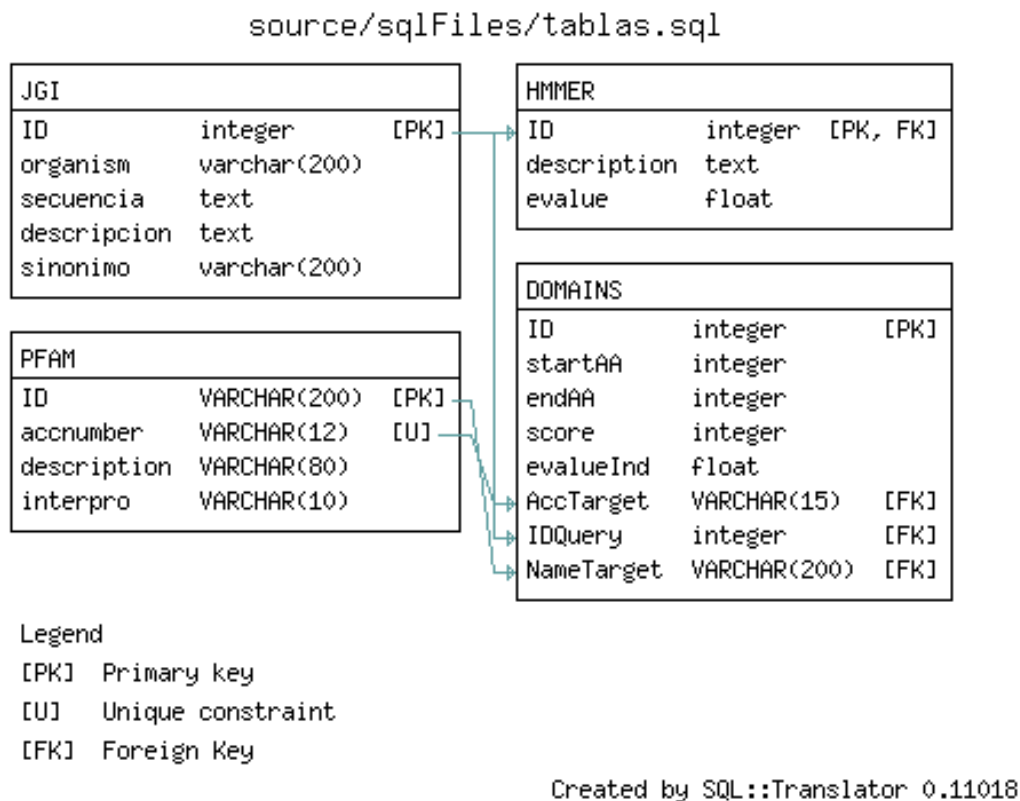 source/sqlFiles/tablas.sql
JGI
ID integer [PK]
organism varchar(200)
secuencia text
descripcion text
sinonimo varchar(200)
PFAM
ID VARCHAR(200) [PK]
accnumber VARCHAR(12) [U]
description VARCHAR(80)
interpro VARCHAR(10)
HMMER
ID integer [PK, FK]
description text
evalue float
DOMAINS
ID integer [PK]
startAA integer
endAA integer
score integer
evalueInd float
AccTarget VARCHAR(15) [FK]
IDQuery integer [FK]
NameTarget VARCHAR(200) [FK]
Legend
[PK] Primary key
[U] Unique constraint
[FK] Foreign Key
Created by SQL::Translator 0.11018